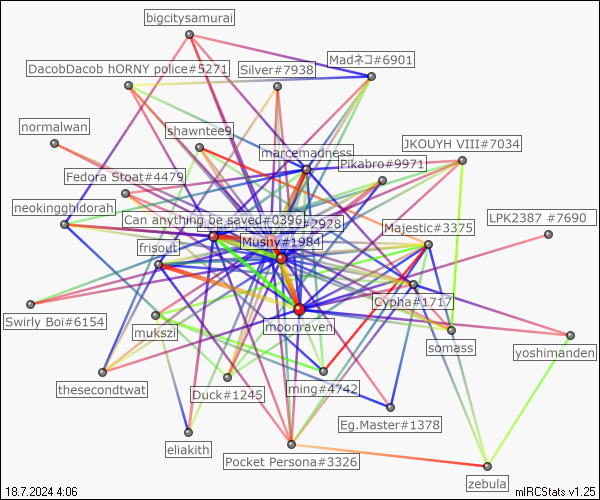 bigcitysamurai
Madネコ#6901
DacobDacob hORNY police#5271
Silver#7938
normalwan
shawntee9
marcemadness
JKOUYH VIII#7034
Pikabro#9971
Fedora Stoat#4479
neokingghidorah
Can anything be saved#0396
#2928
LPK2387 #7690
Majestic#3375
frisout
Mushy#1984
Cypha#1717
Swirly Boi#6154
mukszi
moonraven
somass
yoshimanden
thesecondtwat
Duck#1245
ming#4742
Eg.Master#1378
eliakith
Pocket Persona#3326
zebula
18.7.2024 4:06
mIRCStats v1.25